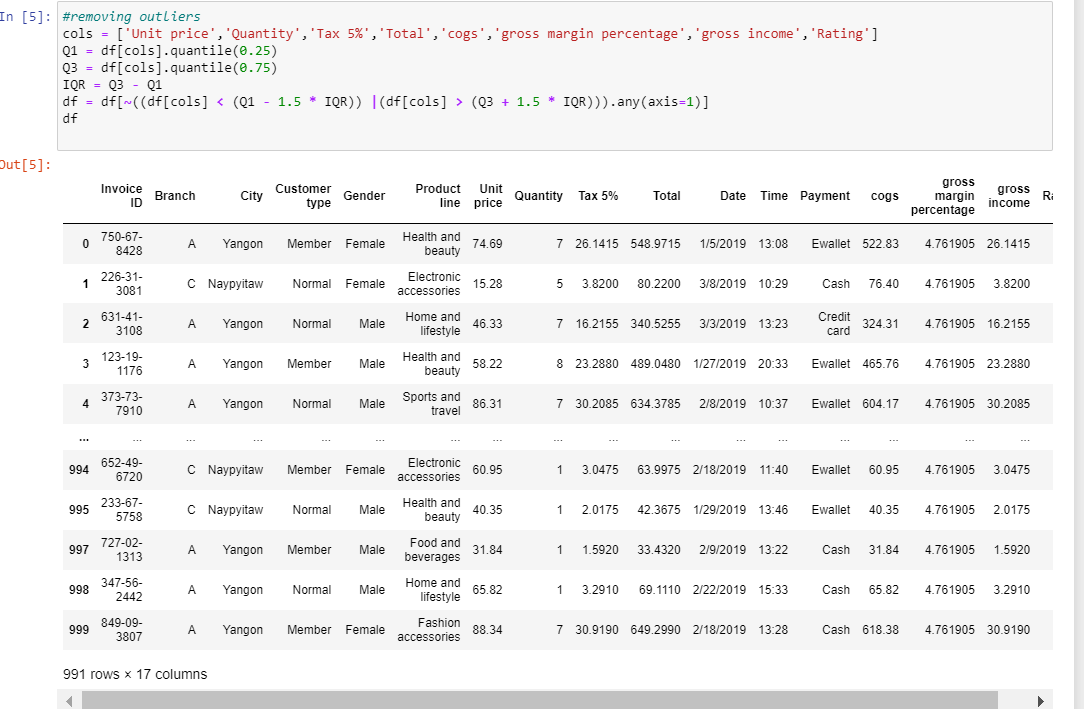 In [5]:
#removing outliers
cols = ['Unit price','Quantity','Tax 5%','Total','cogs','gross margin percentage','gross income','Rating']
Q1 = df[cols].quantile(0.25)
Q3 = df[cols].quantile(0.75)
IQR = Q3 - Q1
df = df[~((df[cols] < (Q1 - 1.5 * IQR)) |(df[cols] > (Q3 + 1.5 * IQR))).any(axis=1)]
df
Out[5]:
Invoice ID Branch City Customer type Gender Product line Unit price Quantity Tax 5% Total Date Time Payment cogs gross margin percentage gross income
0 750-67-8428 A Yangon Member Female Health and beauty 74.69 7 26.1415 548.9715 1/5/2019 13:08 Ewallet 522.83 4.761905 26.1415
1 226-31-3081 C Naypyitaw Normal Female Electronic accessories 15.28 5 3.8200 80.2200 3/8/2019 10:29 Cash 76.40 4.761905 3.8200
2 631-41-3108 A Yangon Normal Male Home and lifestyle 46.33 7 16.2155 340.5255 3/3/2019 13:23 Credit card 324.31 4.761905 16.2155
3 123-19-1176 A Yangon Member Male Health and beauty 58.22 8 23.2880 489.0480 1/27/2019 20:33 Ewallet 465.76 4.761905 23.2880
4 373-73-7910 A Yangon Normal Male Sports and travel 86.31 7 30.2085 634.3785 2/8/2019 10:37 Ewallet 604.17 4.761905 30.2085
... ... ... ... ... ... ... ... ... ... ... ... ... ... ... ... ...
994 652-49-6720 C Naypyitaw Member Female Electronic accessories 60.95 1 3.0475 63.9975 2/18/2019 11:40 Ewallet 60.95 4.761905 3.0475
995 233-67-5758 C Naypyitaw Normal Male Health and beauty 40.35 1 2.0175 42.3675 1/29/2019 13:46 Ewallet 40.35 4.761905 2.0175
997 727-02-1313 A Yangon Member Male Food and beverages 31.84 1 1.5920 33.4320 2/9/2019 13:22 Cash 31.84 4.761905 1.5920
998 347-56-2442 A Yangon Normal Male Home and lifestyle 65.82 1 3.2910 69.1110 2/22/2019 15:33 Cash 65.82 4.761905 3.2910
999 849-09-3807 A Yangon Member Female Fashion accessories 88.34 7 30.9190 649.2990 2/18/2019 13:28 Cash 618.38 4.761905 30.9190
991 rows × 17 columns